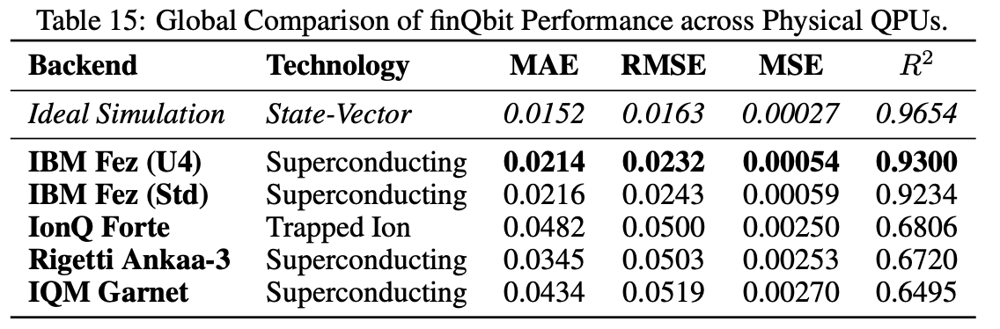 Table 15: Global Comparison of finQbit Performance across Physical QPUs.
Backend Technology MAE RMSE MSE R²
Ideal Simulation State-Vector 0.0152 0.0163 0.00027 0.9654
IBM Fez (U4) Superconducting 0.0214 0.0232 0.00054 0.9300
IBM Fez (Std) Superconducting 0.0216 0.0243 0.00059 0.9234
IonQ Forte Trapped Ion 0.0482 0.0500 0.00250 0.6806
Rigetti Ankaa-3 Superconducting 0.0345 0.0503 0.00253 0.6720
IQM Garnet Superconducting 0.0434 0.0519 0.00270 0.6495